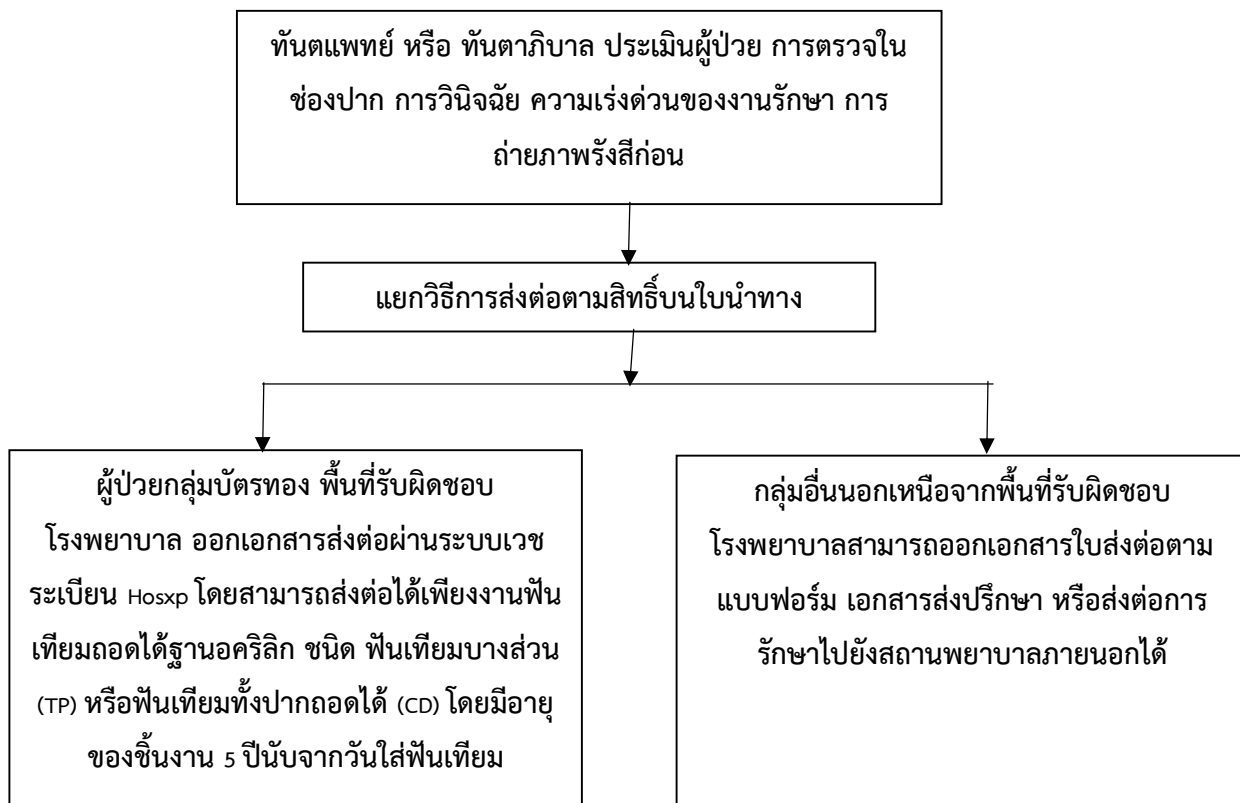 ทันตแพทย์ หรือ ทันตาภิบาล ประเมินผู้ป่วย การตรวจใน
ช่องปาก การวินิจฉัย ความเร่งด่วนของงานรักษา การ
ถ่ายภาพรังสีก่อน
แยกวิธีการส่งต่อตามสิทธิ์บนใบนำทาง
ผู้ป่วยกลุ่มบัตรทอง พื้นที่รับผิดชอบ
โรงพยาบาล ออกเอกสารส่งต่อผ่านระบบเวช
ระเบียน Hosxp โดยสามารถส่งต่อได้เพียงงานฟัน
เทียมถอดได้ฐานอคริลิก ชนิด ฟันเทียมบางส่วน
(TP) หรือฟันเทียมทั้งปากถอดได้ (CD) โดยมีอายุ
ของชิ้นงาน 5 ปีนับจากวันใส่ฟันเทียม
กลุ่มอื่นนอกเหนือจากพื้นที่รับผิดชอบ
โรงพยาบาลสามารถออกเอกสารใบส่งต่อตาม
แบบฟอร์ม เอกสารส่งปรึกษา หรือส่งต่อการ
รักษาไปยังสถานพยาบาลภายนอกได้